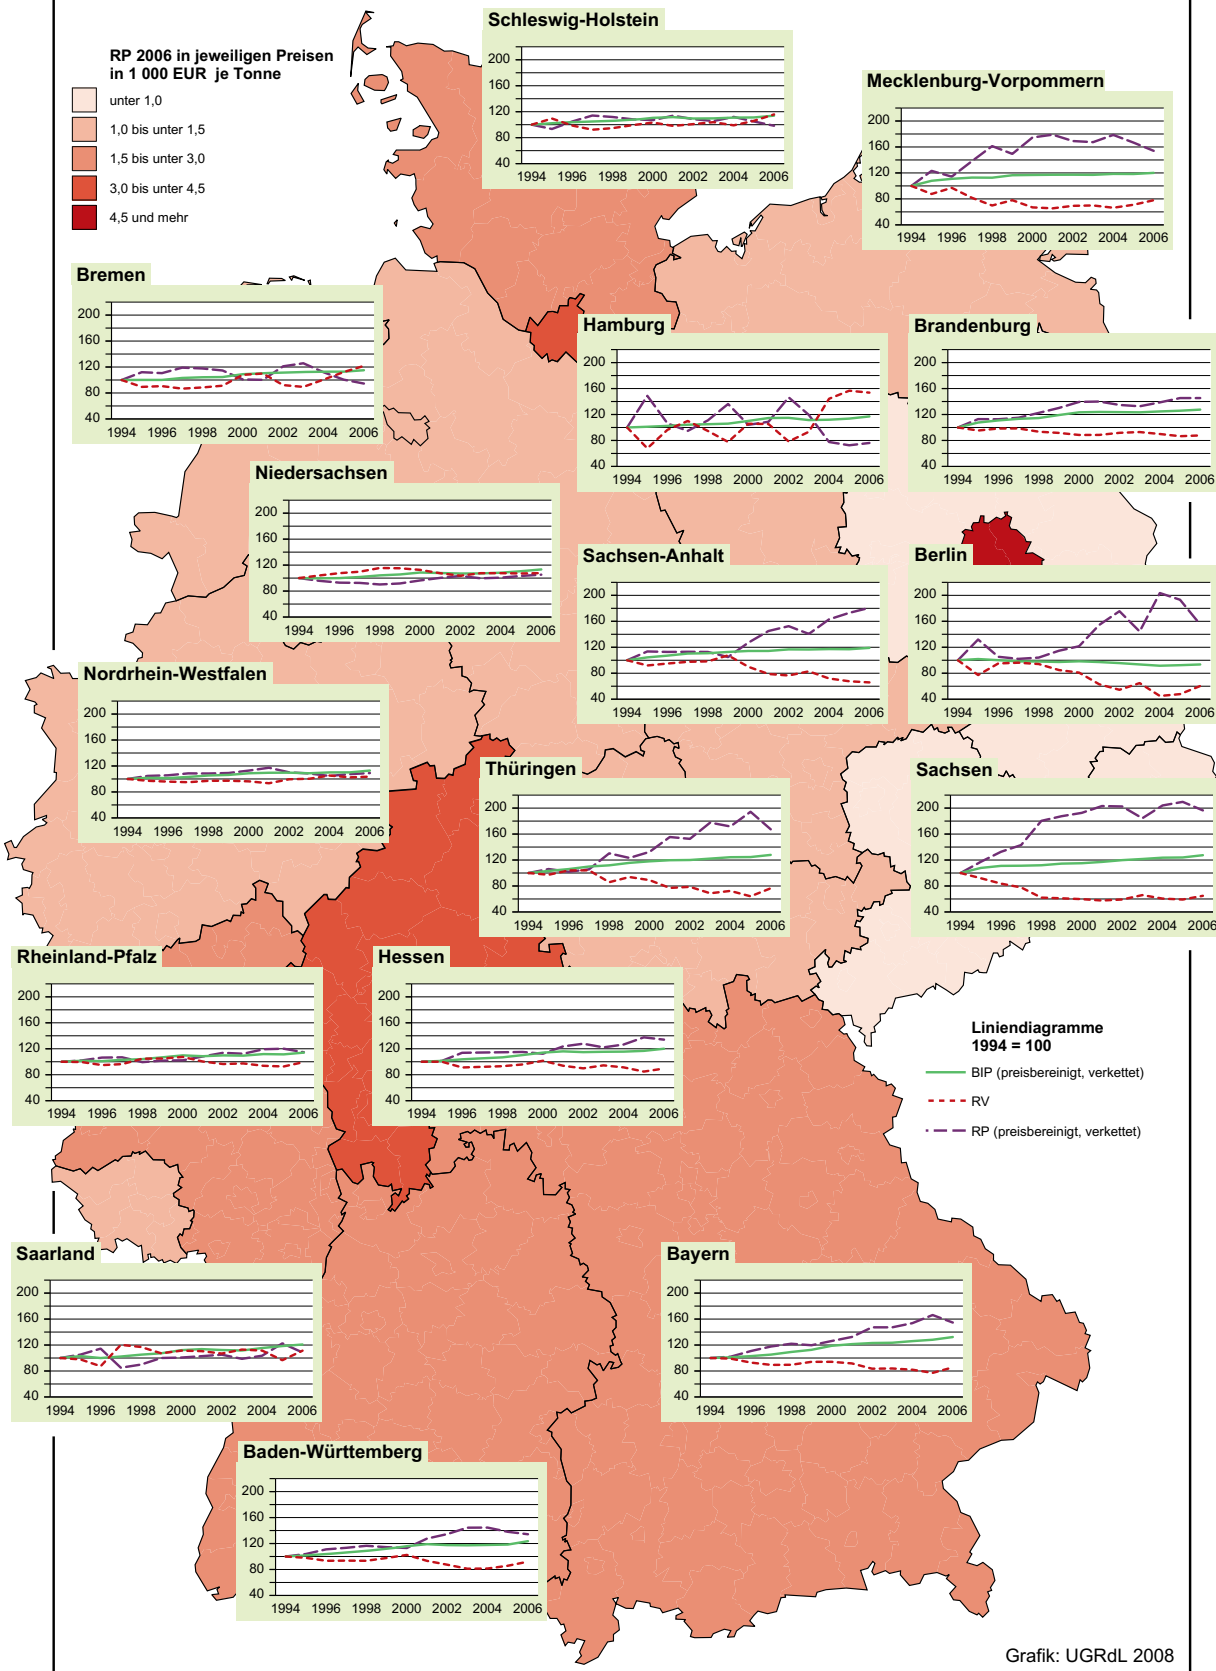 RP 2006 in jeweiligen Preisen
in 1 000 EUR je Tonne
unter 1,0
1,0 bis unter 1,5
1,5 bis unter 3,0
3,0 bis unter 4,5
4,5 und mehr
Schleswig-Holstein
200
160
120
80
40
1994 1996 1998 2000 2002 2004 2006
Mecklenburg-Vorpommern
200
160
120
80
40
1994 1996 1998 2000 2002 2004 2006
Bremen
200
160
120
80
40
1994 1996 1998 2000 2002 2004 2006
Hamburg
200
160
120
80
40
1994 1996 1998 2000 2002 2004 2006
Brandenburg
200
160
120
80
40
1994 1996 1998 2000 2002 2004 2006
Niedersachsen
200
160
120
80
40
1994 1996 1998 2000 2002 2004 2006
Sachsen-Anhalt
200
160
120
80
40
1994 1996 1998 2000 2002 2004 2006
Berlin
200
160
120
80
40
1994 1996 1998 2000 2002 2004 2006
Nordrhein-Westfalen
200
160
120
80
40
1994 1996 1998 2000 2002 2004 2006
Thüringen
200
160
120
80
40
1994 1996 1998 2000 2002 2004 2006
Sachsen
200
160
120
80
40
1994 1996 1998 2000 2002 2004 2006
Rheinland-Pfalz
200
160
120
80
40
1994 1996 1998 2000 2002 2004 2006
Hessen
200
160
120
80
40
1994 1996 1998 2000 2002 2004 2006
Liniendiagramme
1994 = 100
BIP (preisbereinigt, verkettet)
RV
RP (preisbereinigt, verkettet)
Saarland
200
160
120
80
40
1994 1996 1998 2000 2002 2004 2006
Bayern
200
160
120
80
40
1994 1996 1998 2000 2002 2004 2006
Baden-Württemberg
200
160
120
80
40
1994 1996 1998 2000 2002 2004 2006
Grafik: UGRdL 2008